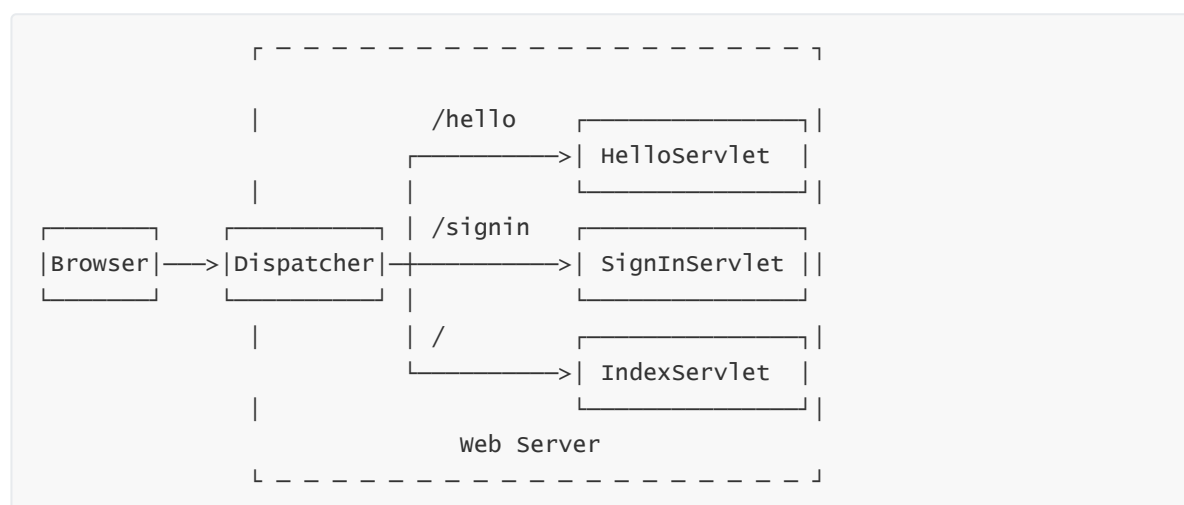 /hello
HelloServlet
/signin
Browser Dispatcher SignInServlet
/
IndexServlet
Web Server